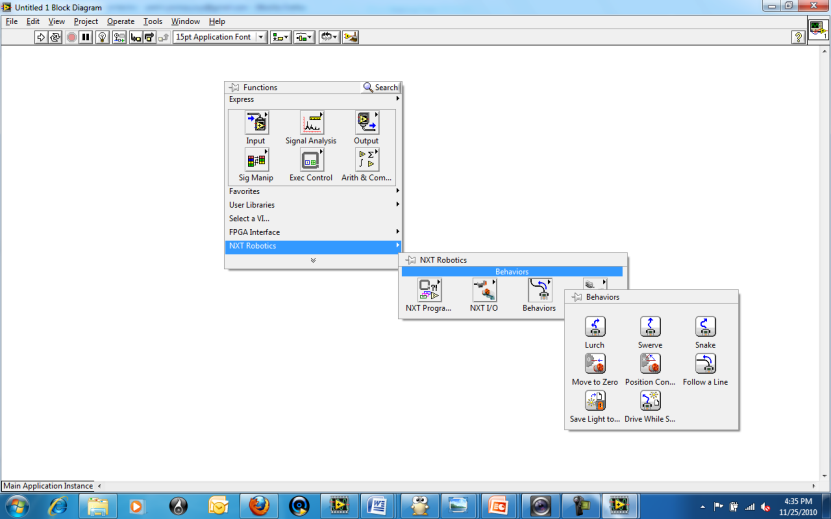 Untitled 1 Block Diagram
File Edit View Project Operate Tools Window Help
15pt Application Font
1
Functions Search
Express
Input Signal Analysis Output
Sig Manip Exec Control Arith & Com...
Favorites
User Libraries
Select a VI...
FPGA Interface
NXT Robotics
NXT Robotics
Behaviors
NXT Progra... NXT I/O Behaviors
Behaviors
Lurch Swerve Snake
Move to Zero Position Con... Follow a Line
Save Light to... Drive While S...
Main Application Instance
4:35 PM
11/25/2010